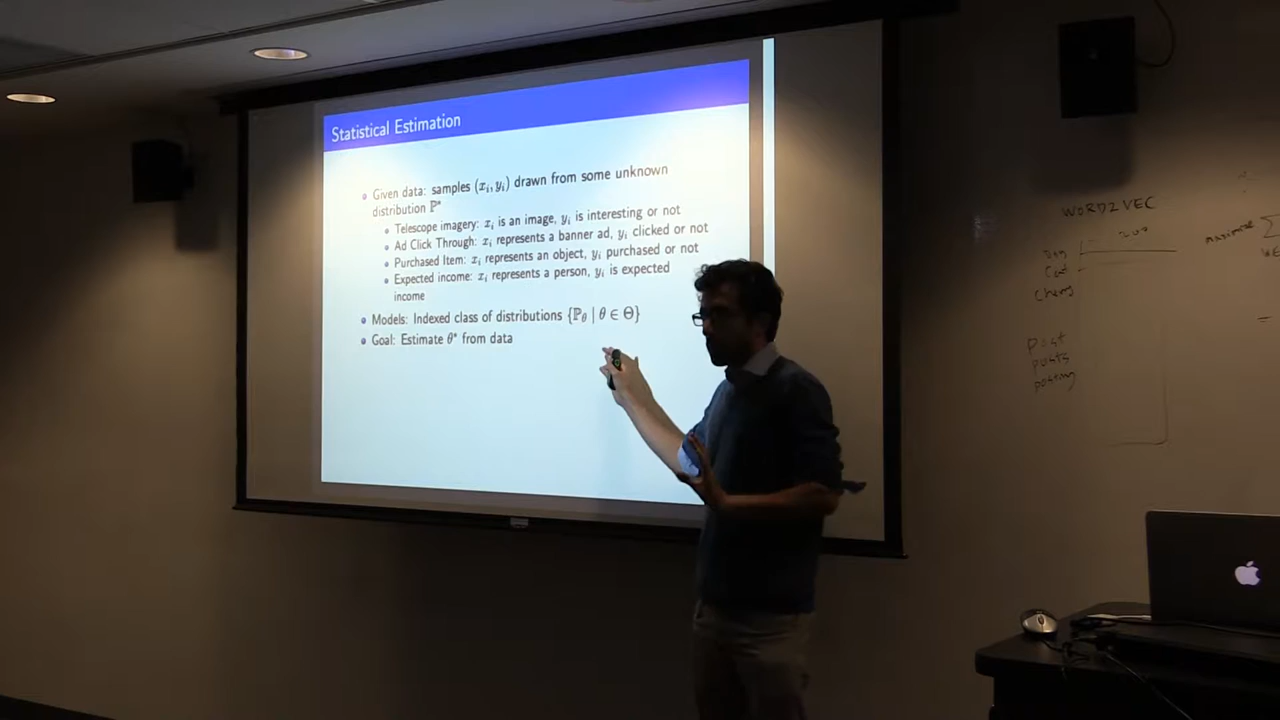 Statistical Estimation
Given data: samples (xᵢ, yᵢ) drawn from some unknown
distribution ℙ*
Telescope imagery: xᵢ is an image, yᵢ is interesting or not
Ad Click Through: xᵢ represents a banner ad, yᵢ clicked or not
Purchased Item: xᵢ represents an object, yᵢ purchased or not
Expected income: xᵢ represents a person, yᵢ is expected
income
Models: Indexed class of distributions {ℙ_θ | θ ∈ Θ}
Goal: Estimate θ* from data
WORD2VEC
maximize
Cat
post
posts
posting